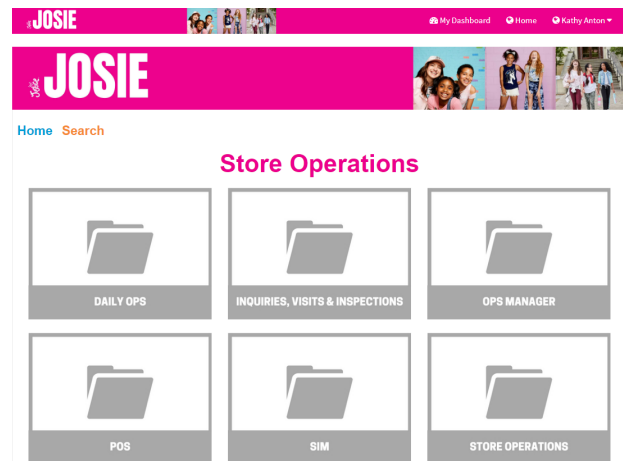 JOSIE
My Dashboard Home Kathy Anton
JOSIE
Home Search
Store Operations
DAILY OPS
INQUIRIES, VISITS & INSPECTIONS
OPS MANAGER
POS
SIM
STORE OPERATIONS